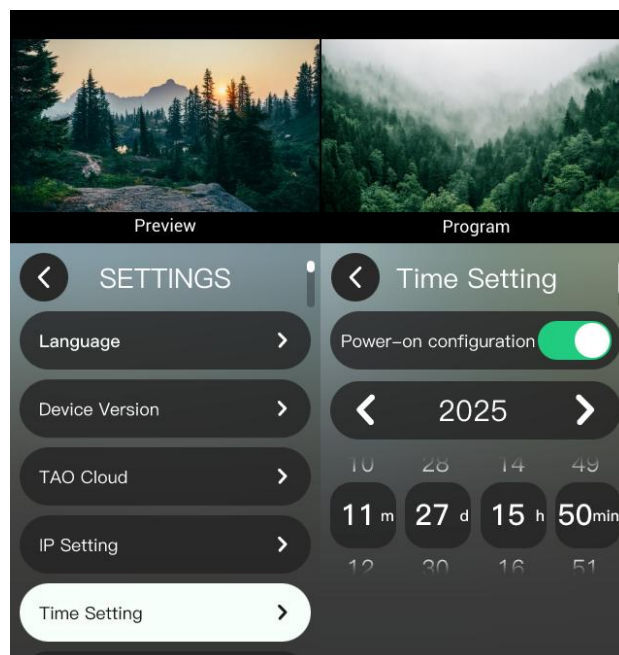 Preview
Program
SETTINGS
Language
Device Version
TAO Cloud
IP Setting
Time Setting
Time Setting
Power-on configuration
2025
10 28 14 49
11 m 27 d 15 h 50min
12 30 16 51